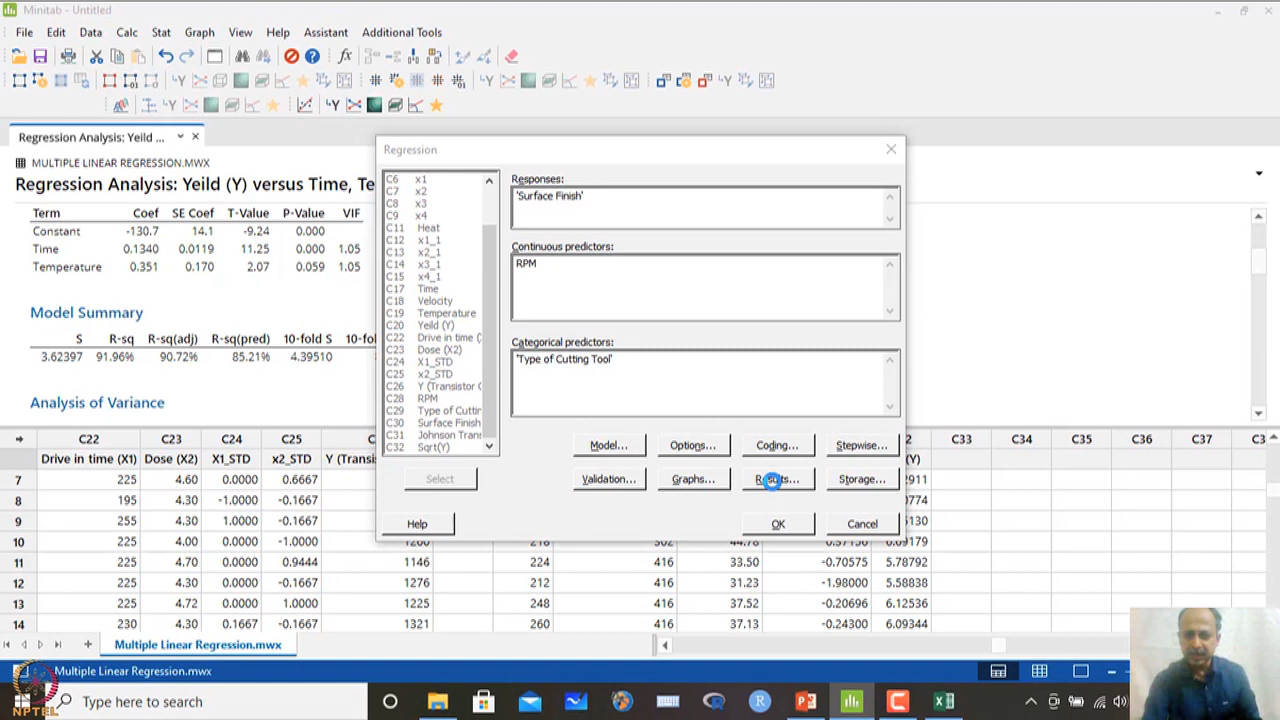 Minitab - Untitled
File Edit Data Calc Stat Graph View Help Assistant Additional Tools
Regression Analysis: Yeild ...
MULTIPLE LINEAR REGRESSION.MWX
Regression Analysis: Yeild (Y) versus Time, Te
Term Coef SE Coef T-Value P-Value VIF
Constant -130.7 14.1 -9.24 0.000
Time 0.1340 0.0119 11.25 0.000 1.05
Temperature 0.351 0.170 2.07 0.059 1.05
Model Summary
S R-sq R-sq(adj) R-sq(pred) 10-fold S 10-fo
3.62397 91.96% 90.72% 85.21% 4.39510
Analysis of Variance
Regression
C6 x1
C7 x2
C8 x3
C9 x4
C11 Heat
C12 x1_1
C13 x2_1
C14 x3_1
C15 x4_1
C17 Time
C18 Velocity
C19 Temperature
C20 Yeild (Y)
C22 Drive in time (
C23 Dose (X2)
C24 X1_STD
C25 x2_STD
C26 Y (Transistor
C28 RPM
C29 Type of Cuttin
C30 Surface Finish
C31 Johnson Tran
C32 Sqrt(Y)
Responses:
'Surface Finish'
Continuous predictors:
RPM
Categorical predictors:
'Type of Cutting Tool'
Model... Options... Coding... Stepwise...
Select Validation... Graphs... Results... Storage...
Help OK Cancel
C22 C23 C24 C25 C33 C34 C35 C36 C37
Drive in time (X1) Dose (X2) X1_STD x2_STD Y (Transis (Y)
7 225 4.60 0.0000 0.6667 2911
8 195 4.30 -1.0000 -0.1667 0774
9 255 4.30 1.0000 -0.1667 5130
10 225 4.00 0.0000 -1.0000
11 225 4.70 0.0000 0.9444 1146 224 416 33.50 -0.70575 5.78787
12 225 4.30 0.0000 -0.1667 1276 212 416 31.23 -1.98000 5.58838
13 225 4.72 0.0000 1.0000 1225 248 416 37.52 -0.20696 6.12536
14 230 4.30 0.1667 -0.1667 1321 260 416 37.13 -0.24300 6.09344
Multiple Linear Regression.mwx
Multiple Linear Regression.mwx
Type here to search
NPTEL